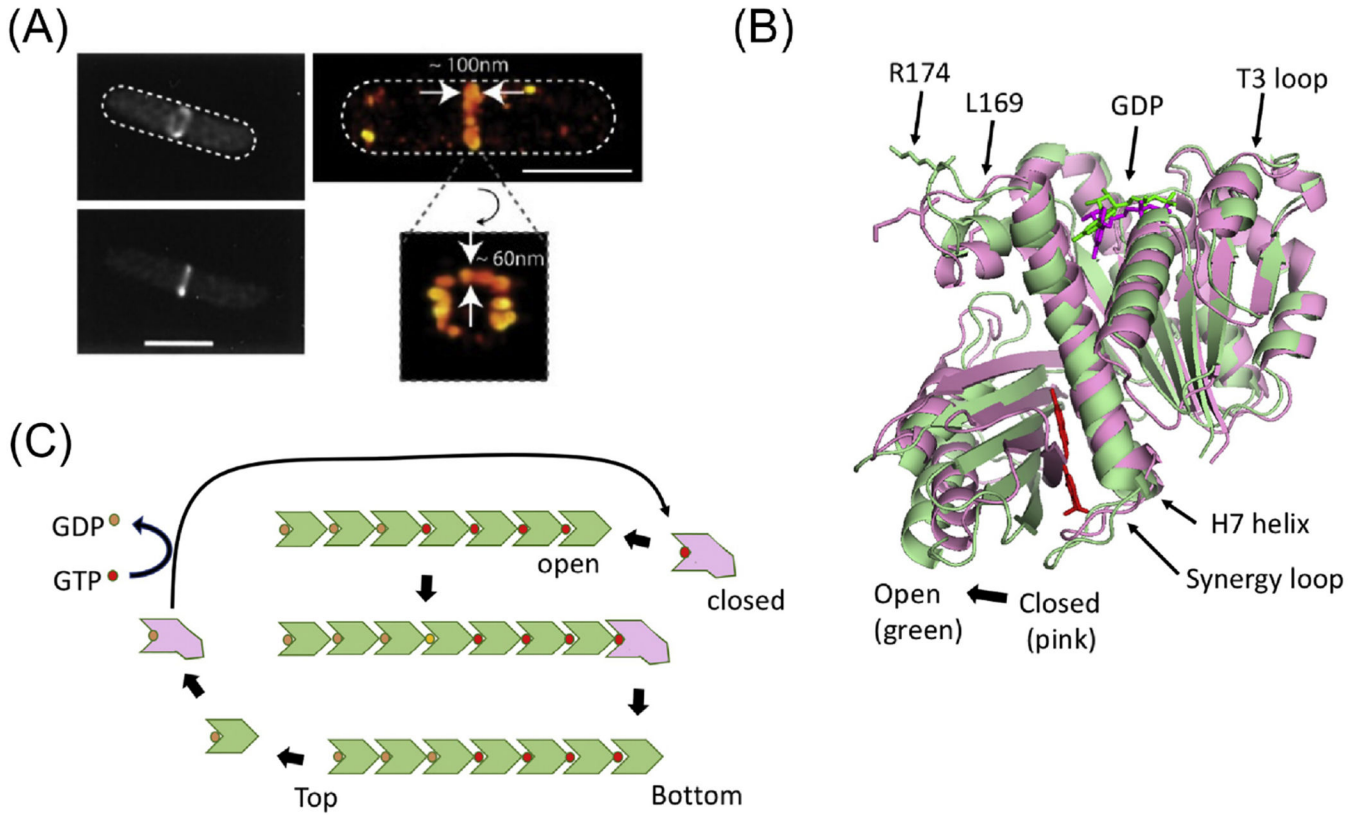 (A)
~ 100nm
~ 60nm
(B)
R174
L169
GDP
T3 loop
H7 helix
Synergy loop
Open
(green)
Closed
(pink)
(C)
GDP
GTP
open
closed
Top
Bottom